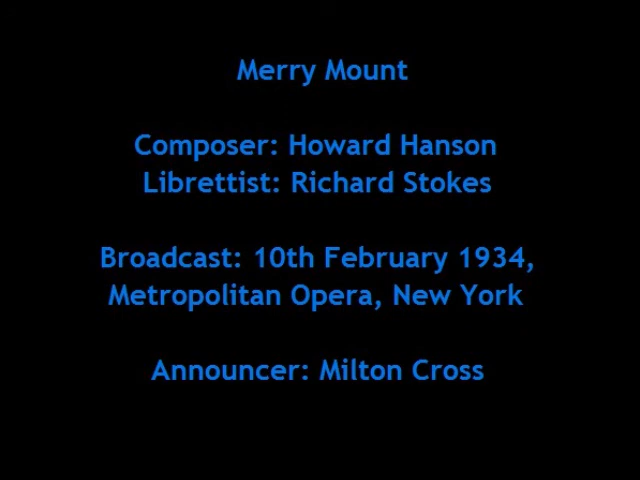 Merry Mount
Composer: Howard Hanson
Librettist: Richard Stokes
Broadcast: 10th February 1934,
Metropolitan Opera, New York
Announcer: Milton Cross